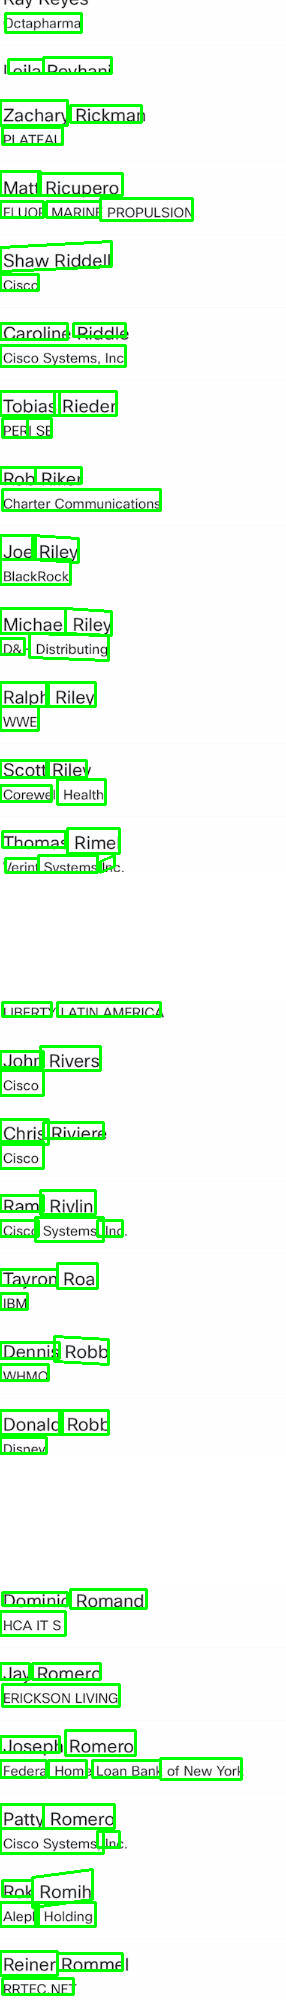 Ray Reyes
Octapharma
Leila Reyhani
Zachary Rickman
PLATEAU
Matt Ricupero
FLUOR MARINE PROPULSION
Shaw Riddell
Cisco
Caroline Riddle
Cisco Systems, Inc
Tobias Rieder
PERI SE
Rob Riker
Charter Communications
Joe Riley
BlackRock
Michael Riley
D&H Distributing
Ralph Riley
WWE
Scott Riley
Corewell Health
Thomas Rime
Verint Systems Inc.
LIBERTY LATIN AMERICA
John Rivers
Cisco
Chris Riviere
Cisco
Ram Rivlin
Cisco Systems, Inc.
Tayron Roa
IBM
Dennis Robb
WHMC
Donald Robb
Disney
Dominic Romand
HCA IT S
Jay Romero
ERICKSON LIVING
Joseph Romero
Federal Home Loan Bank of New York
Patty Romero
Cisco Systems, Inc.
Rok Romih
Aleph Holding
Reiner Rommel
RRTEC.NET